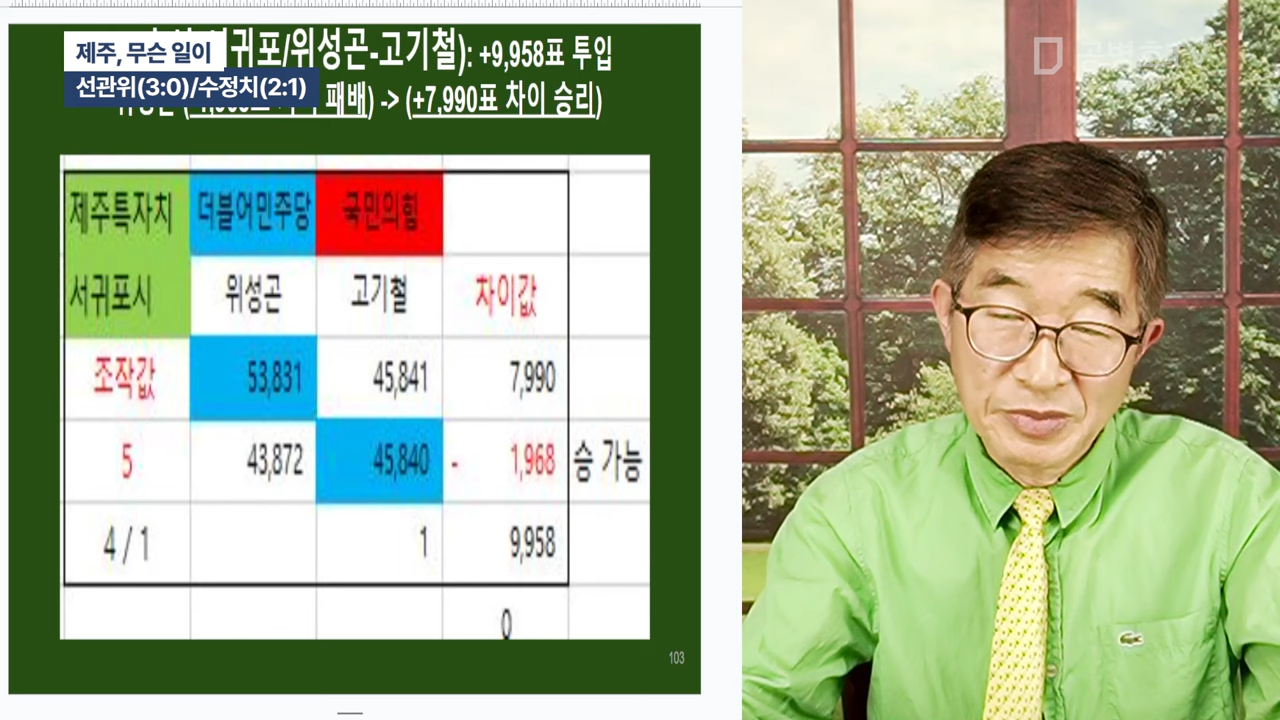 귀포/위성곤-고기철): +9,958표 투입
제주, 무슨 일이
선관위(3:0)/수정치(2:1)
패배) -> (+7,990표 차이 승리)
제주특자치 더불어민주당 국민의힘
서귀포시 위성곤 고기철 차이값
조작값 53,831 45,841 7,990
5 43,872 45,840 - 1,968 승 가능
4 / 1 1 9,958
0
103